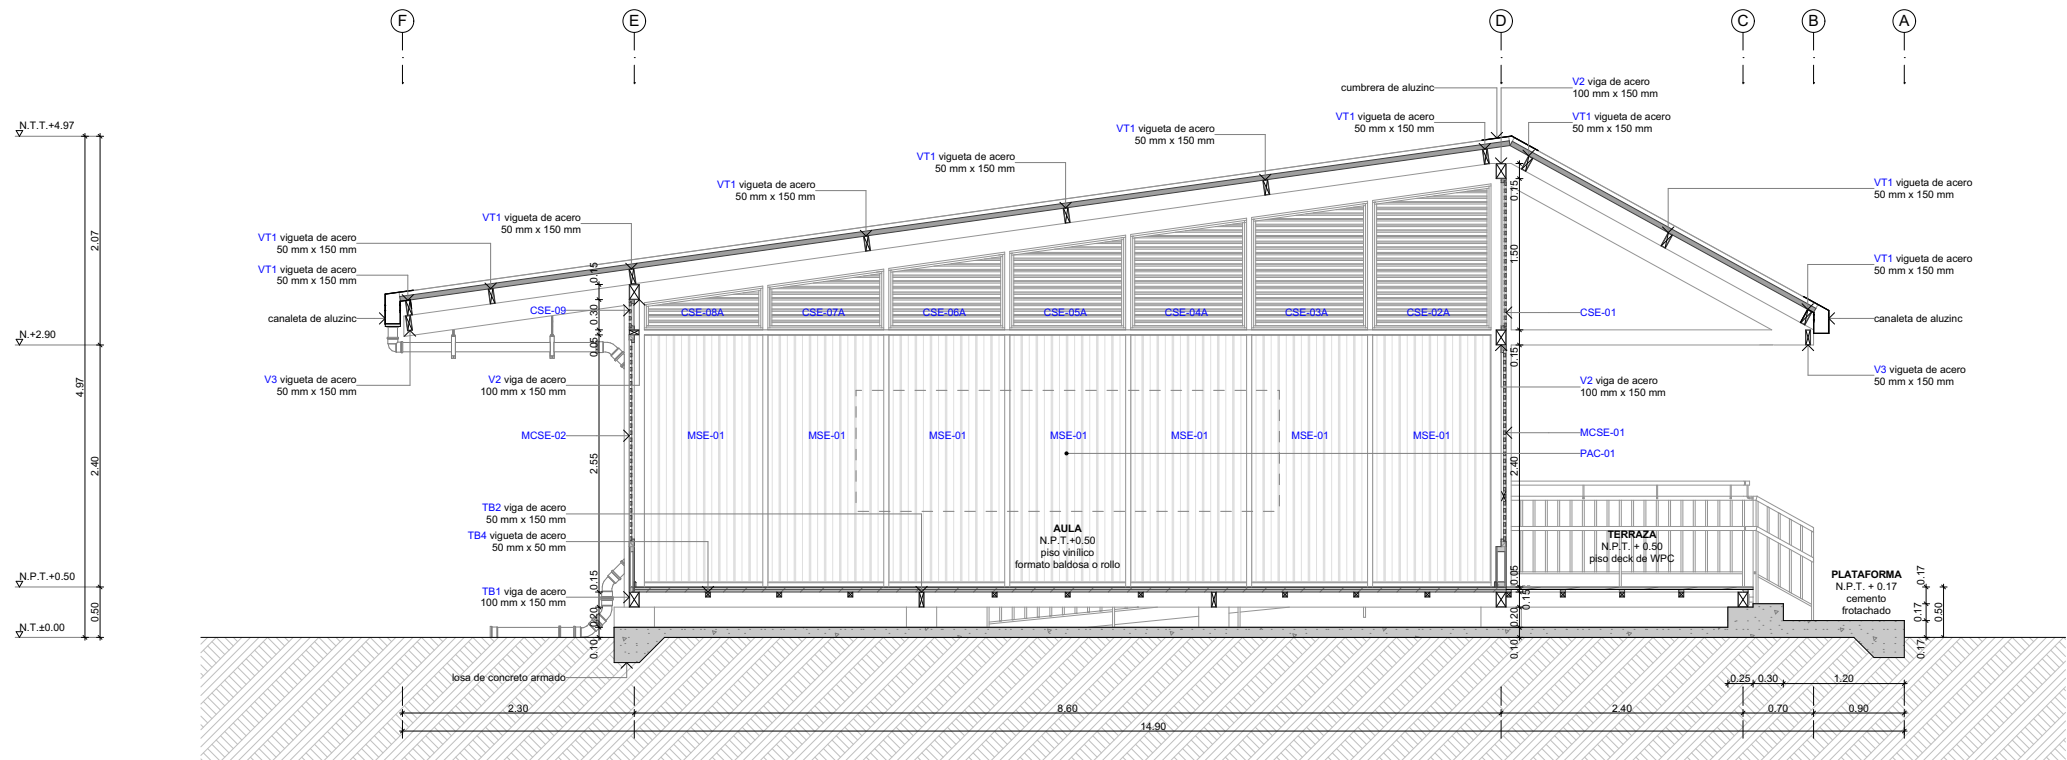 F
E
D
C
B
A
cumbrera de aluzinc
V2 viga de acero
100 mm x 150 mm
VT1 vigueta de acero
50 mm x 150 mm
VT1 vigueta de acero
50 mm x 150 mm
VT1 vigueta de acero
50 mm x 150 mm
VT1 vigueta de acero
50 mm x 150 mm
VT1 vigueta de acero
50 mm x 150 mm
VT1 vigueta de acero
50 mm x 150 mm
VT1 vigueta de acero
50 mm x 150 mm
VT1 vigueta de acero
50 mm x 150 mm
VT1 vigueta de acero
50 mm x 150 mm
VT1 vigueta de acero
50 mm x 150 mm
N.T.T.+4.97
N.+2.90
N.P.T.+0.50
N.T.±0.00
2.07
4.97
2.40
0.50
canaleta de aluzinc
canaleta de aluzinc
CSE-09
CSE-08A
CSE-07A
CSE-06A
CSE-05A
CSE-04A
CSE-03A
CSE-02A
CSE-01
0.15
0.30
0.05
2.55
0.15
0.20
0.10
0.15
1.50
0.15
2.40
0.05
0.15
0.20
0.10
V3 vigueta de acero
50 mm x 150 mm
V2 viga de acero
100 mm x 150 mm
V2 viga de acero
100 mm x 150 mm
V3 vigueta de acero
50 mm x 150 mm
MCSE-02
MSE-01
MSE-01
MSE-01
MSE-01
MSE-01
MSE-01
MSE-01
MCSE-01
PAC-01
TB2 viga de acero
50 mm x 150 mm
TB4 vigueta de acero
50 mm x 50 mm
TB1 viga de acero
100 mm x 150 mm
AULA
N.P.T.+0.50
piso vinílico
formato baldosa o rollo
TERRAZA
N.P.T. + 0.50
piso deck de WPC
PLATAFORMA
N.P.T. + 0.17
cemento
frotachado
0.17
0.17
0.17
0.50
losa de concreto armado
0.25
0.30
1.20
2.30
8.60
2.40
0.70
0.90
14.90